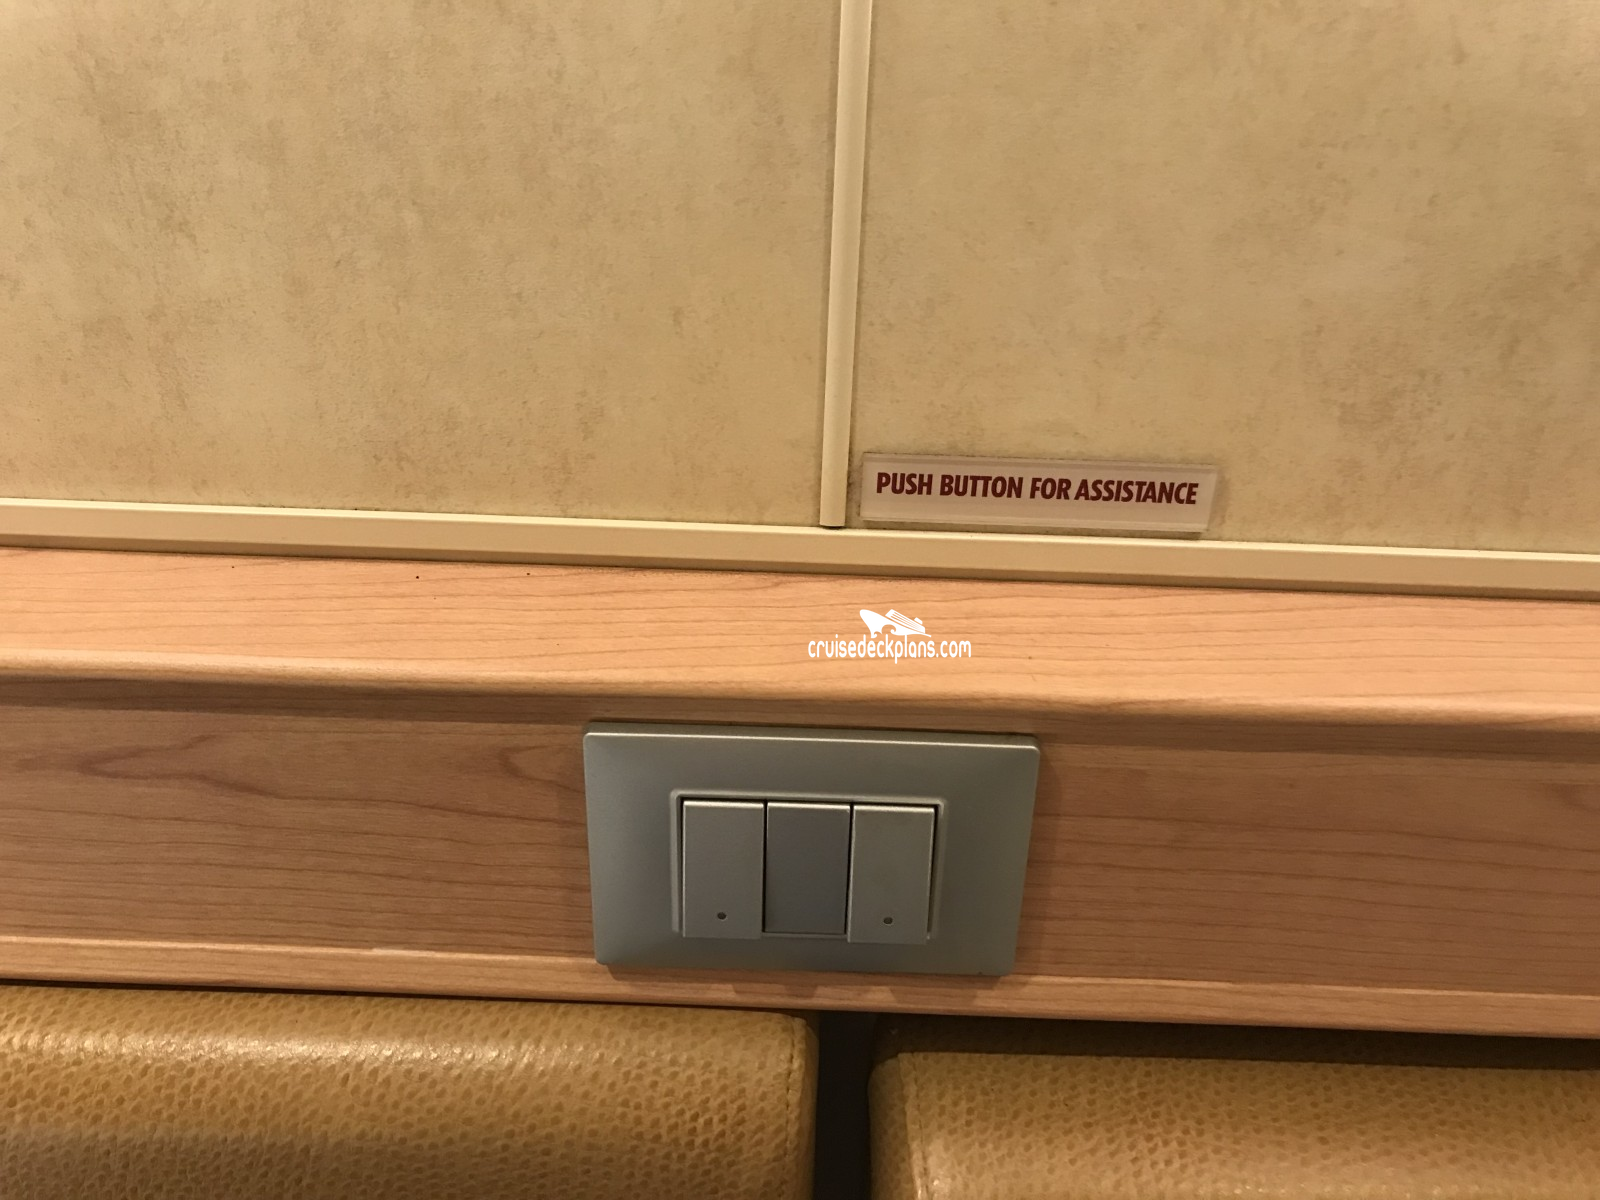 PUSH BUTTON FOR ASSISTANCE
cruisedeckplans.com